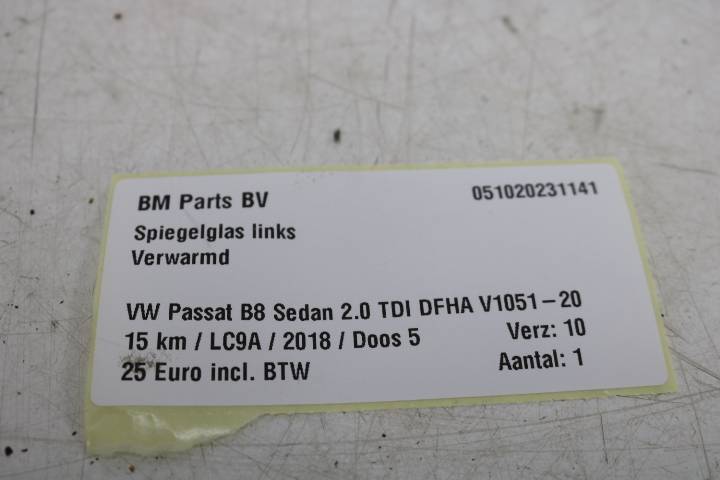 BM Parts BV 051020231141
Spiegelglas links
Verwarmd
VW Passat B8 Sedan 2.0 TDI DFHA V1051-20
15 km / LC9A / 2018 / Doos 5 Verz: 10
25 Euro incl. BTW Aantal: 1